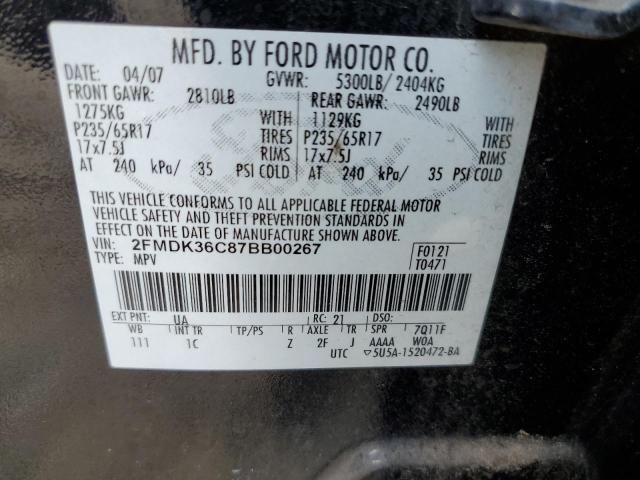 MFD. BY FORD MOTOR CO.
DATE: 04/07 GVWR: 5300LB/ 2404KG
FRONT GAWR: 2810LB REAR GAWR: 2490LB
1275KG WITH 1129KG WITH
P235/65R17 TIRES P235/65R17 TIRES
17x7.5J RIMS 17x7.5J RIMS
AT 240 kPa/ 35 PSI COLD AT 240 kPa/ 35 PSI COLD
THIS VEHICLE CONFORMS TO ALL APPLICABLE FEDERAL MOTOR
VEHICLE SAFETY AND THEFT PREVENTION STANDARDS IN
EFFECT ON THE DATE OF MANUFACTURE SHOWN ABOVE.
VIN: 2FMDK36C87BB00267 F0121
TYPE: MPV T0471
EXT PNT: UA RC: 21 DSO:
WB INT TR TP/PS R AXLE TR SPR 7Q11F
111 1C Z 2F J AAAA W0A
UTC ▽5U5A-1520472-BA